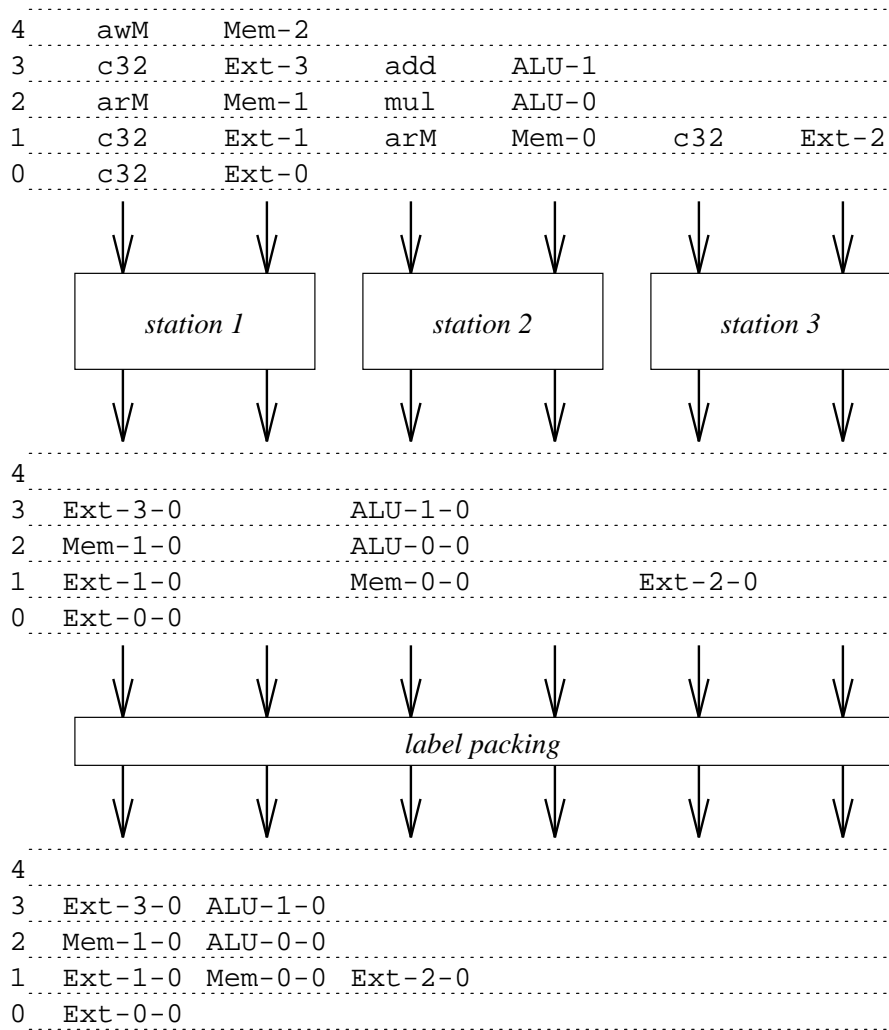 4 awM Mem-2
3 c32 Ext-3 add ALU-1
2 arM Mem-1 mul ALU-0
1 c32 Ext-1 arM Mem-0 c32 Ext-2
0 c32 Ext-0
station 1 station 2 station 3
4
3 Ext-3-0 ALU-1-0
2 Mem-1-0 ALU-0-0
1 Ext-1-0 Mem-0-0 Ext-2-0
0 Ext-0-0
label packing
4
3 Ext-3-0 ALU-1-0
2 Mem-1-0 ALU-0-0
1 Ext-1-0 Mem-0-0 Ext-2-0
0 Ext-0-0